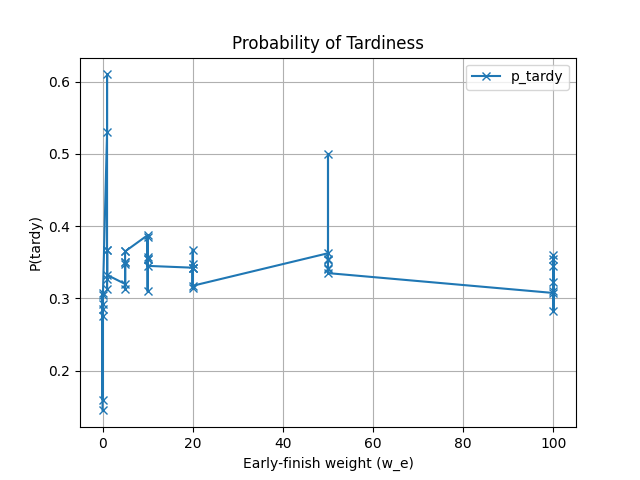 Probability of Tardiness
p_tardy
P(tardy)
0.6
0.5
0.4
0.3
0.2
0 20 40 60 80 100
Early-finish weight (w_e)